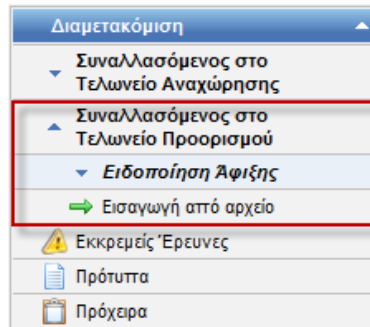 Διαμετακόμιση
Συναλλασόμενος στο
Τελωνείο Αναχώρησης
Συναλλασόμενος στο
Τελωνείο Προορισμού
Ειδοποίηση Άφιξης
Εισαγωγή από αρχείο
Εκκρεμείς Έρευνες
Πρότυπα
Πρόχειρα